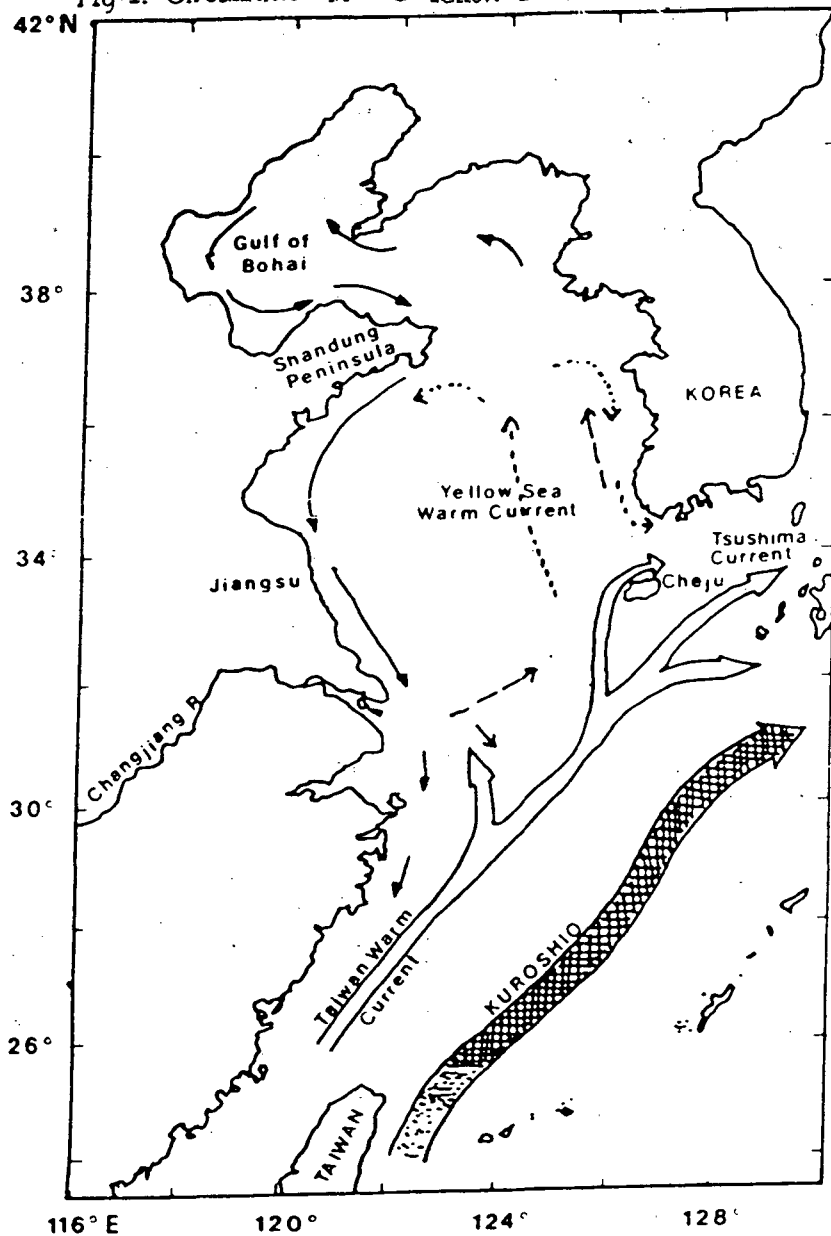 42°N
Gulf of
Bohai
38°
Shandung
Peninsula
KOREA
Yellow Sea
Warm Current
34°
Tsushima
Current
Jiangsu
Cheju
Changjiang R
30°
Taiwan Warm
Current
KUROSHIO
26°
TAIWAN
116°E
120°
124°
128°